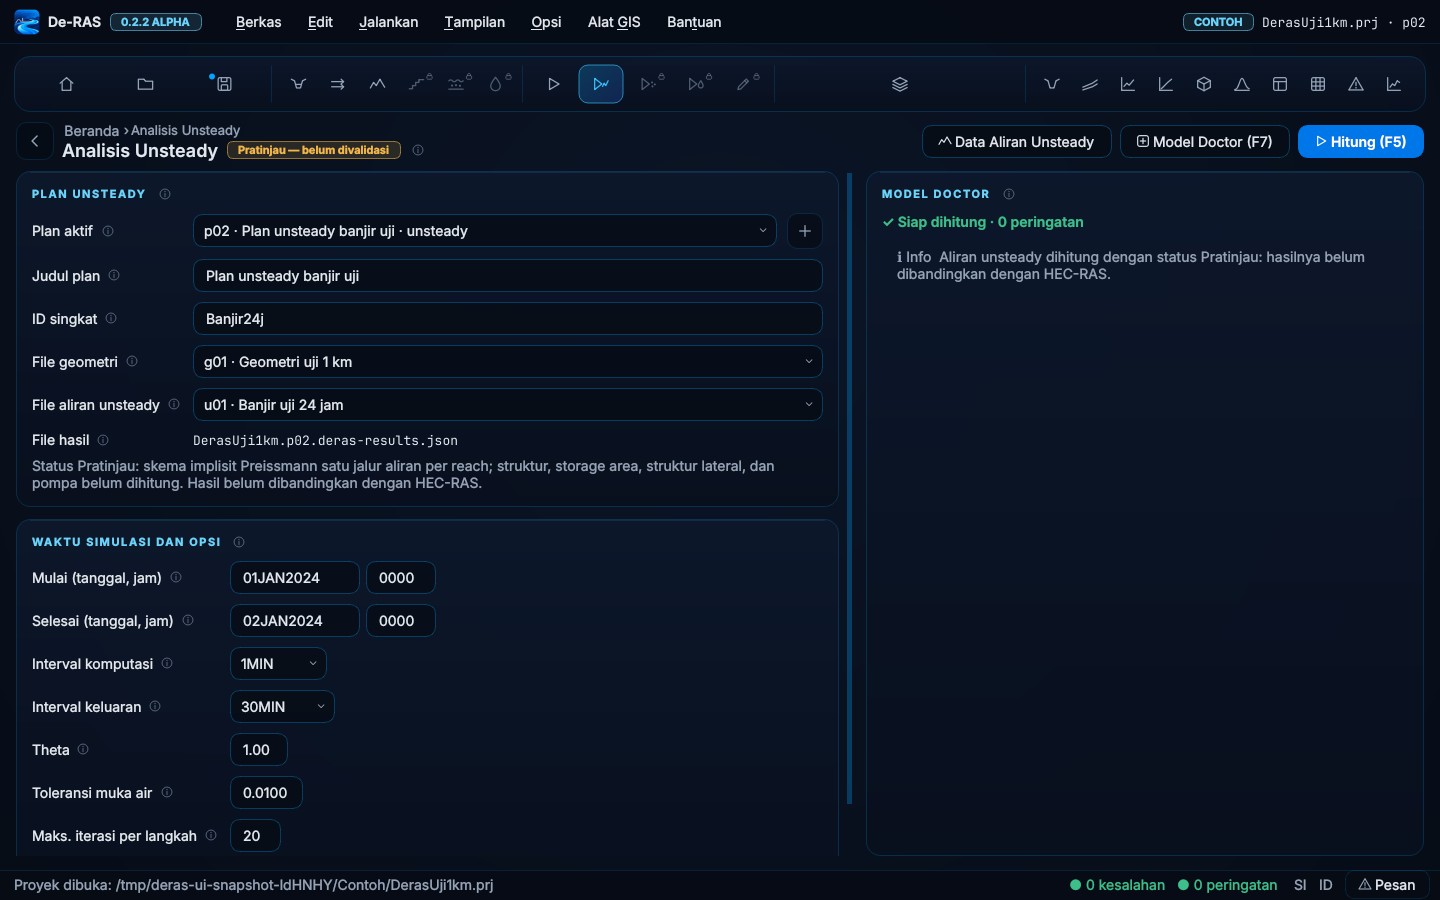 De-RAS 0.2.2 ALPHA Berkas Edit Jalankan Tampilan Opsi Alat GIS Bantuan CONTOH DerasUji1km.prj · p02
Beranda › Analisis Unsteady
Analisis Unsteady Pratinjau — belum divalidasi
Data Aliran Unsteady Model Doctor (F7) Hitung (F5)
PLAN UNSTEADY
Plan aktif p02 · Plan unsteady banjir uji · unsteady
Judul plan Plan unsteady banjir uji
ID singkat Banjir24j
File geometri g01 · Geometri uji 1 km
File aliran unsteady u01 · Banjir uji 24 jam
File hasil DerasUji1km.p02.deras-results.json
Status Pratinjau: skema implisit Preissmann satu jalur aliran per reach; struktur, storage area, struktur lateral, dan
pompa belum dihitung. Hasil belum dibandingkan dengan HEC-RAS.
WAKTU SIMULASI DAN OPSI
Mulai (tanggal, jam) 01JAN2024 0000
Selesai (tanggal, jam) 02JAN2024 0000
Interval komputasi 1MIN
Interval keluaran 30MIN
Theta 1.00
Toleransi muka air 0.0100
Maks. iterasi per langkah 20
MODEL DOCTOR
✓ Siap dihitung · 0 peringatan
ℹ Info Aliran unsteady dihitung dengan status Pratinjau: hasilnya belum
dibandingkan dengan HEC-RAS.
Proyek dibuka: /tmp/deras-ui-snapshot-IdHNHY/Contoh/DerasUji1km.prj 0 kesalahan 0 peringatan SI ID Pesan